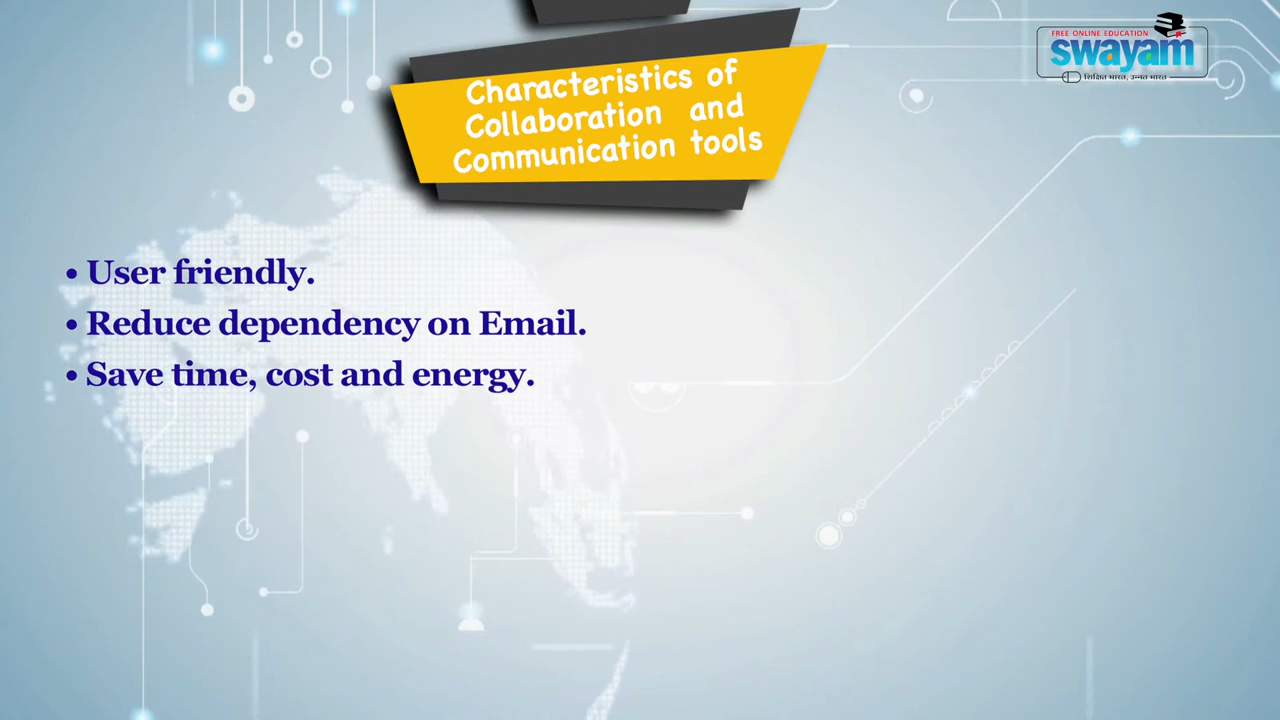 FREE ONLINE EDUCATION
swayam
शिक्षित भारत, उन्नत भारत
Characteristics of
Collaboration and
Communication tools
• User friendly.
• Reduce dependency on Email.
• Save time, cost and energy.